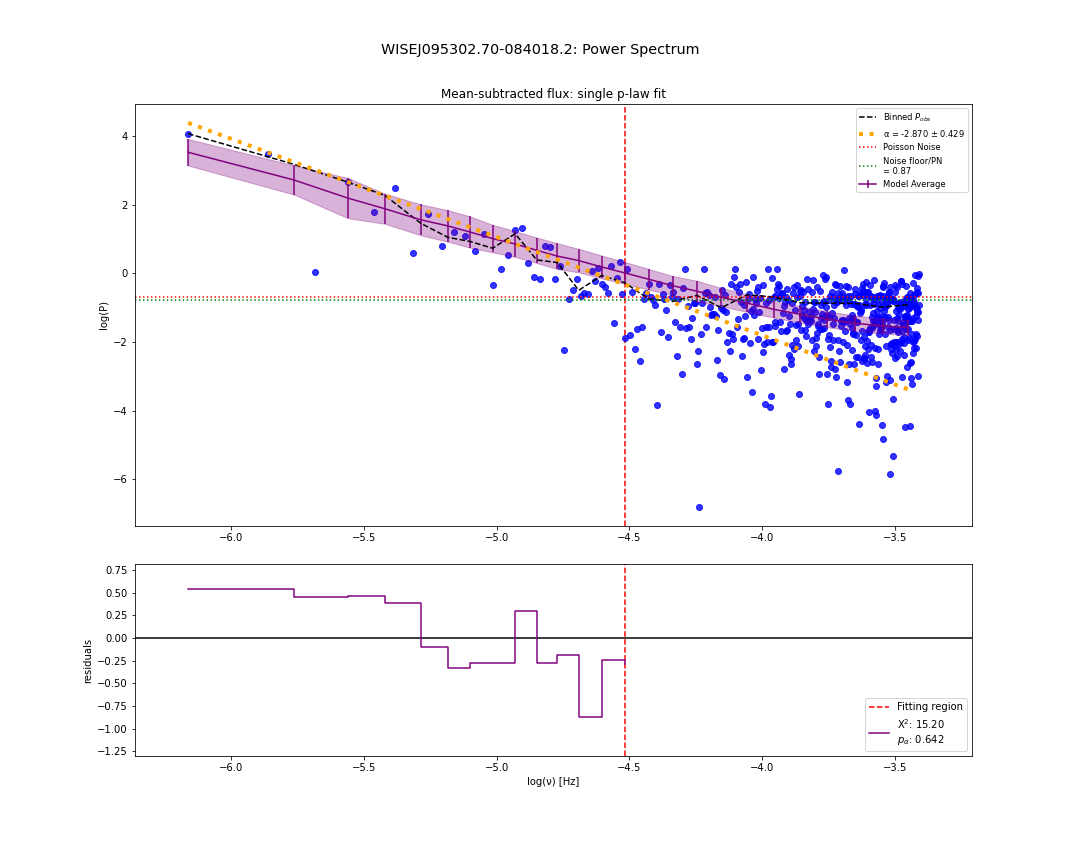 WISEJ095302.70-084018.2: Power Spectrum
Mean-subtracted flux: single p-law fit
log(P)
4
2
0
−2
−4
−6
Binned P_obs
α = -2.870 ± 0.429
Poisson Noise
Noise floor/PN
= 0.87
Model Average
−6.0 −5.5 −5.0 −4.5 −4.0 −3.5
residuals
0.75
0.50
0.25
0.00
−0.25
−0.50
−0.75
−1.00
−1.25
Fitting region
X²: 15.20
p_α: 0.642
−6.0 −5.5 −5.0 −4.5 −4.0 −3.5
log(ν) [Hz]